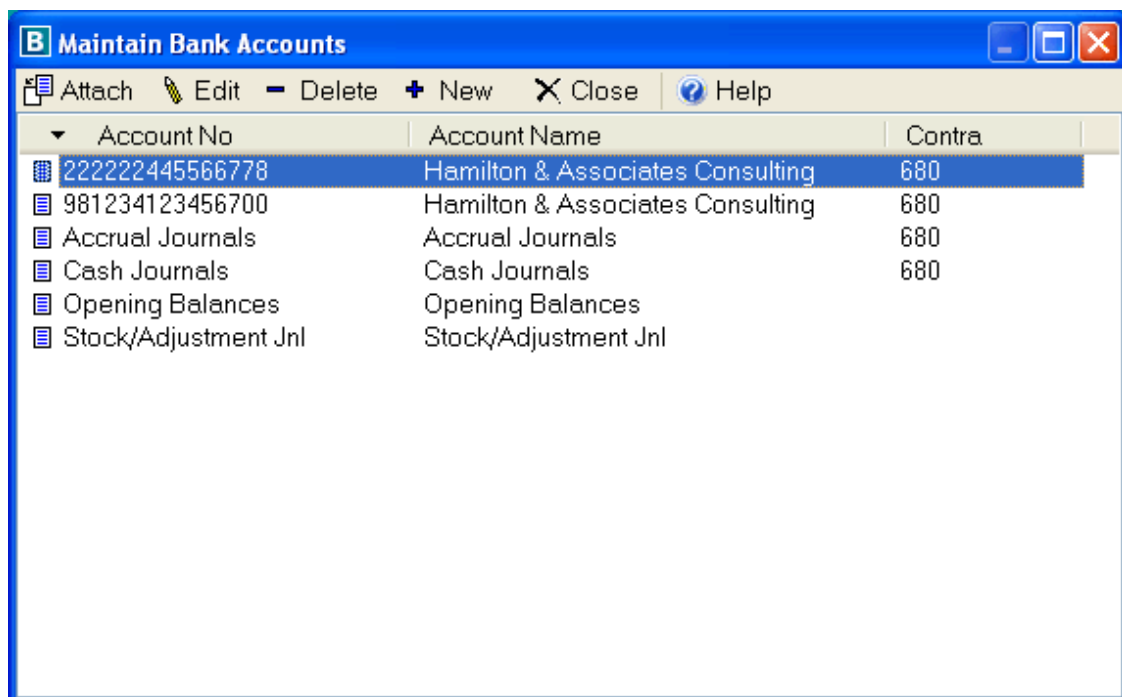 B Maintain Bank Accounts
Attach Edit Delete New Close Help
Account No Account Name Contra
222222445566778 Hamilton & Associates Consulting 680
981234123456700 Hamilton & Associates Consulting 680
Accrual Journals Accrual Journals 680
Cash Journals Cash Journals 680
Opening Balances Opening Balances
Stock/Adjustment Jnl Stock/Adjustment Jnl